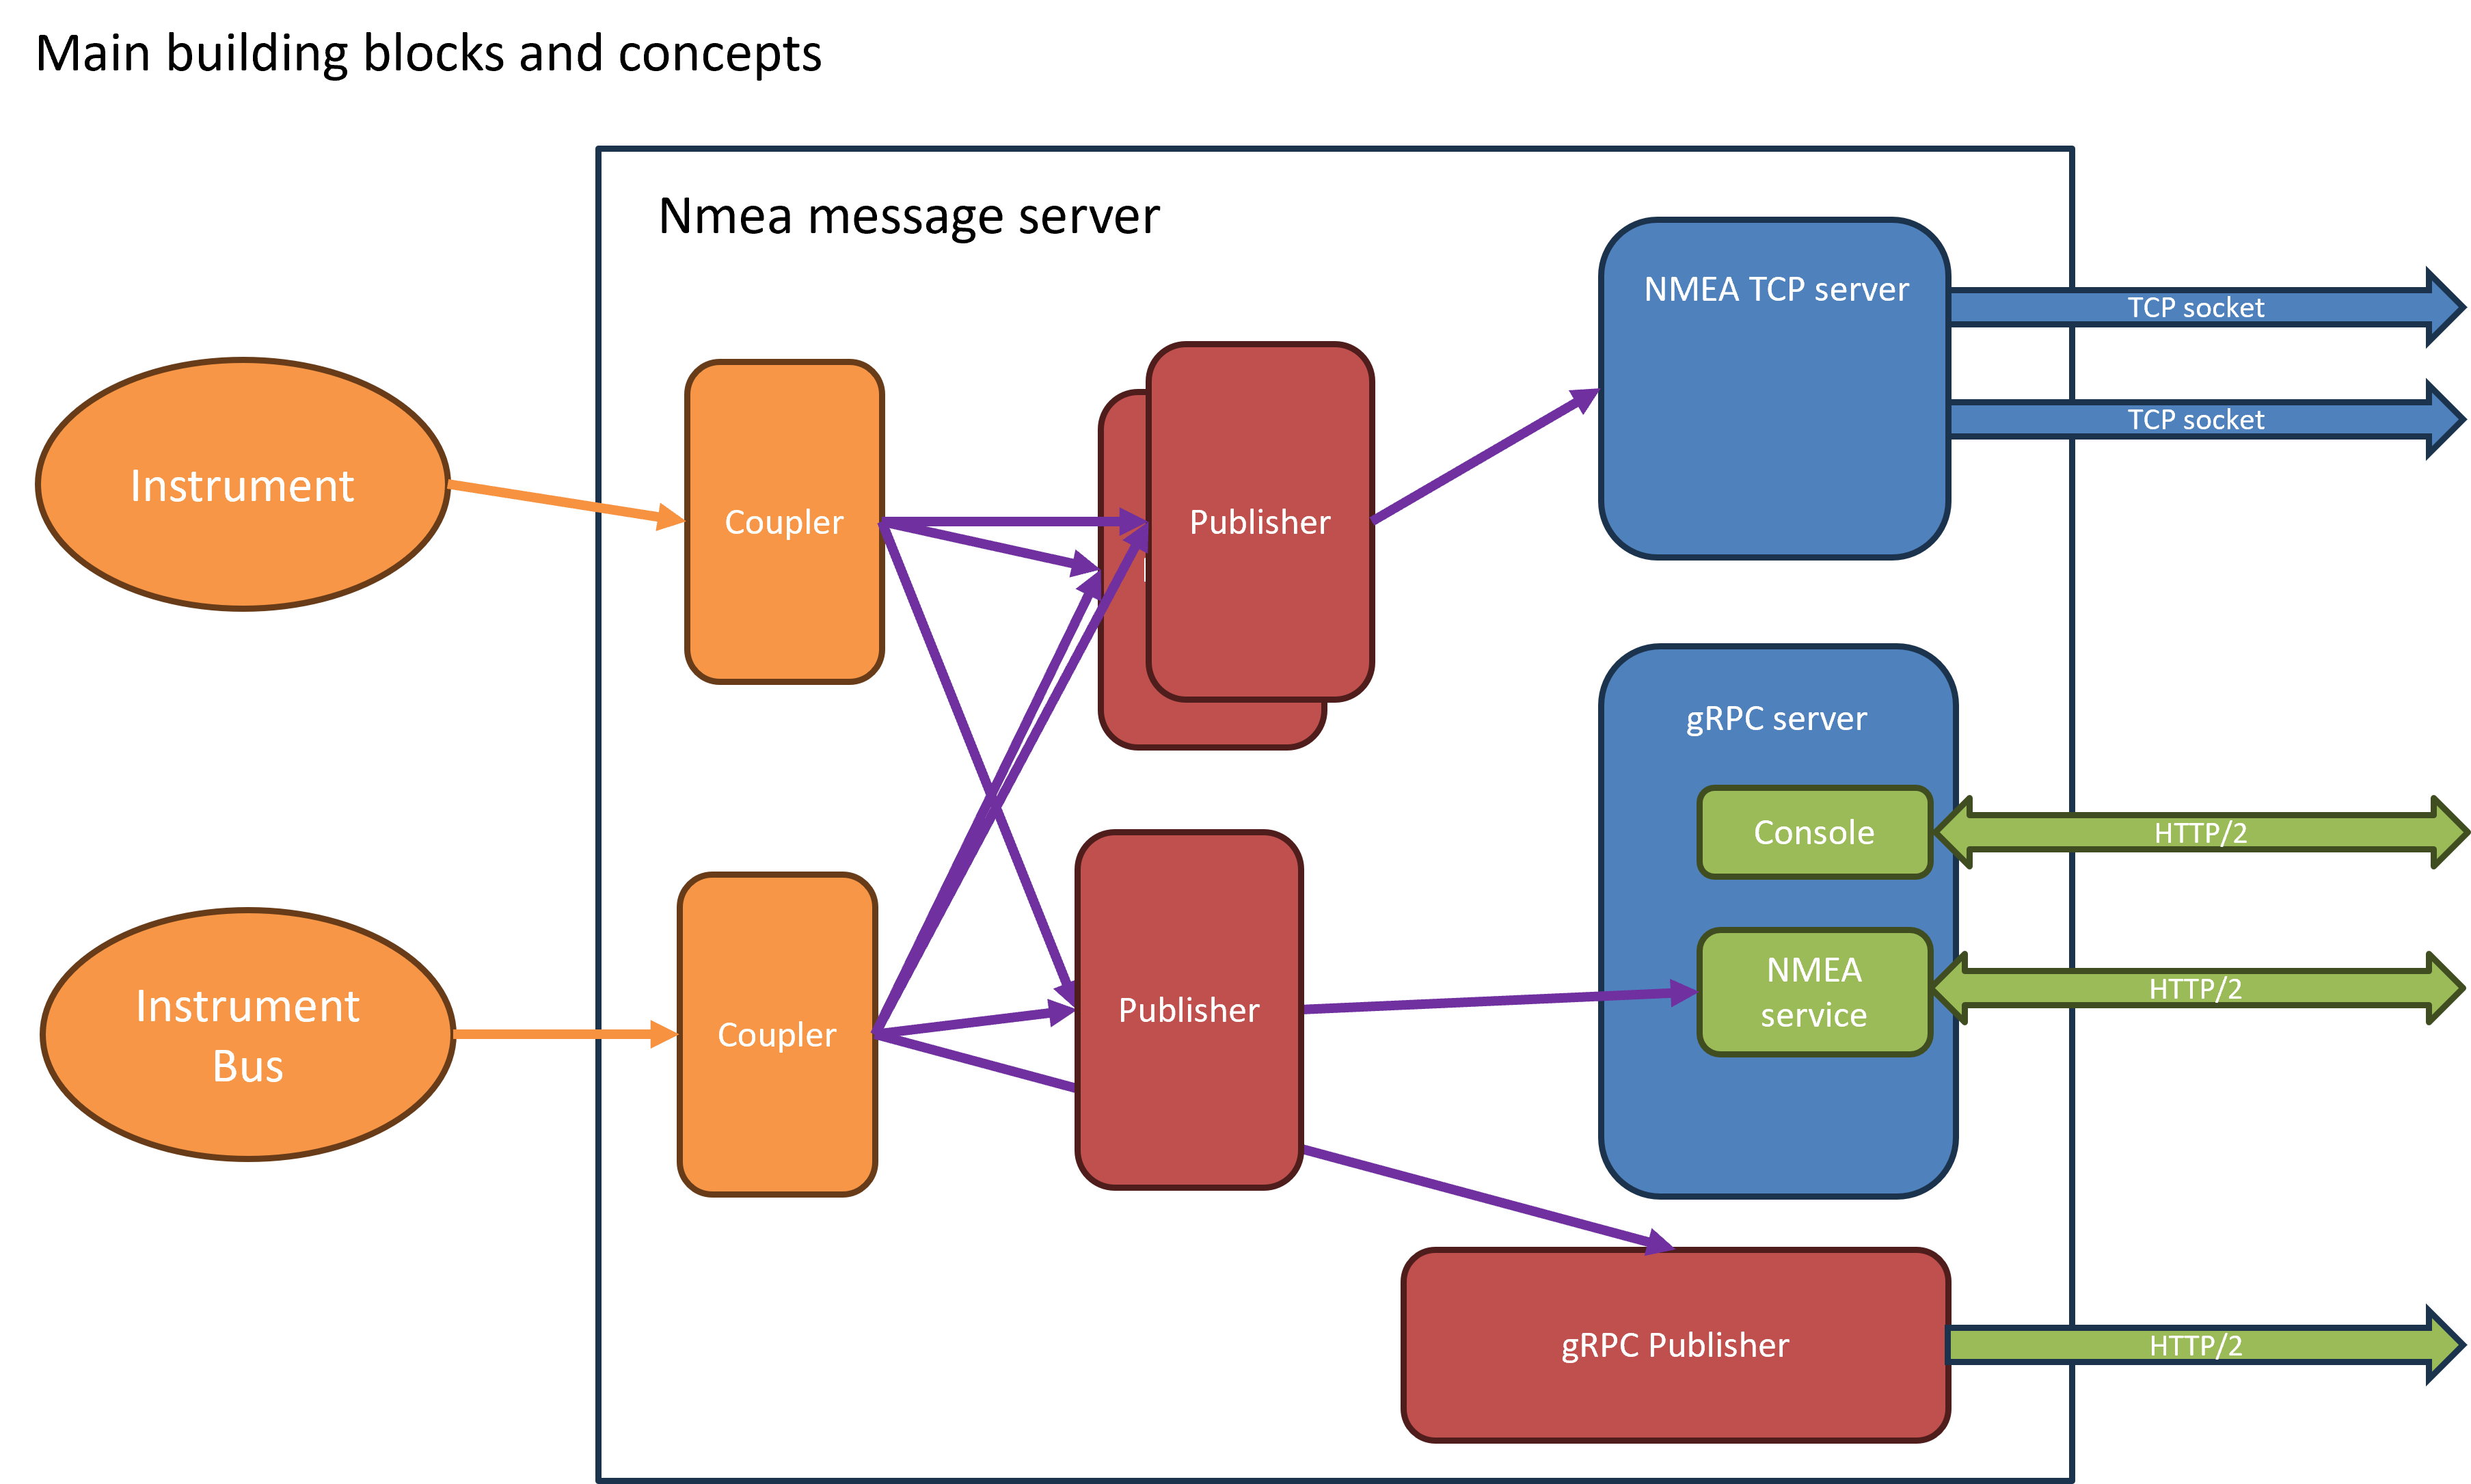 Main building blocks and concepts
Nmea message server
NMEA TCP server
TCP socket
TCP socket
Instrument
Coupler
Publisher
gRPC server
Console
HTTP/2
NMEA
service
HTTP/2
Instrument
Bus
Coupler
Publisher
gRPC Publisher
HTTP/2